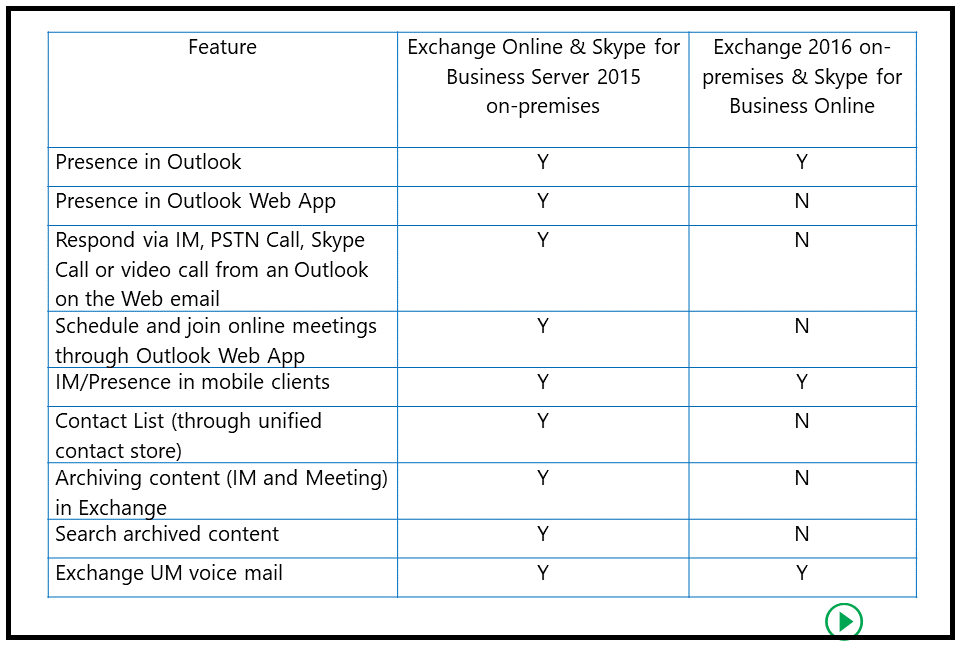 Feature
Exchange Online & Skype for
Business Server 2015
on-premises
Exchange 2016 on-
premises & Skype for
Business Online
Presence in Outlook Y Y
Presence in Outlook Web App Y N
Respond via IM, PSTN Call, Skype Y N
Call or video call from an Outlook
on the Web email
Schedule and join online meetings Y N
through Outlook Web App
IM/Presence in mobile clients Y Y
Contact List (through unified Y N
contact store)
Archiving content (IM and Meeting) Y N
in Exchange
Search archived content Y N
Exchange UM voice mail Y Y